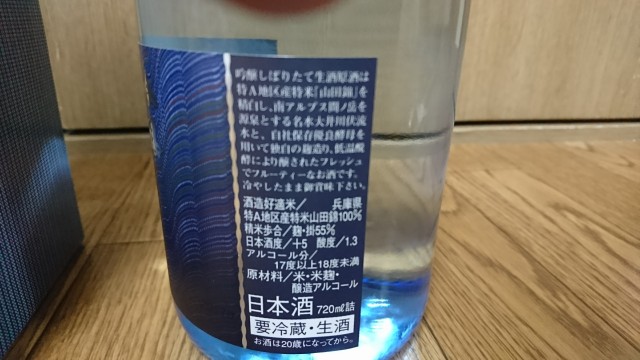 吟醸しぼりたて生酒原酒は
特A地区産特米「山田錦」を
精白し、南アルプス間ノ岳を
源泉とする名水大井川伏流
水と、自社保存優良酵母を
用いて独自の麹造り、低温醗
酵により醸されたフレッシュ
でフルーティーなお酒です。
冷やしたまま御賞味下さい。
酒造好適米/ 兵庫県
特A地区産特米山田錦100%
精米歩合/麹・掛55%
日本酒度/+5 酸度/1.3
アルコール分/
17度以上18度未満
原材料/米・米麹・
醸造アルコール
日本酒 720ml詰
要冷蔵・生酒
お酒は20歳になってから。